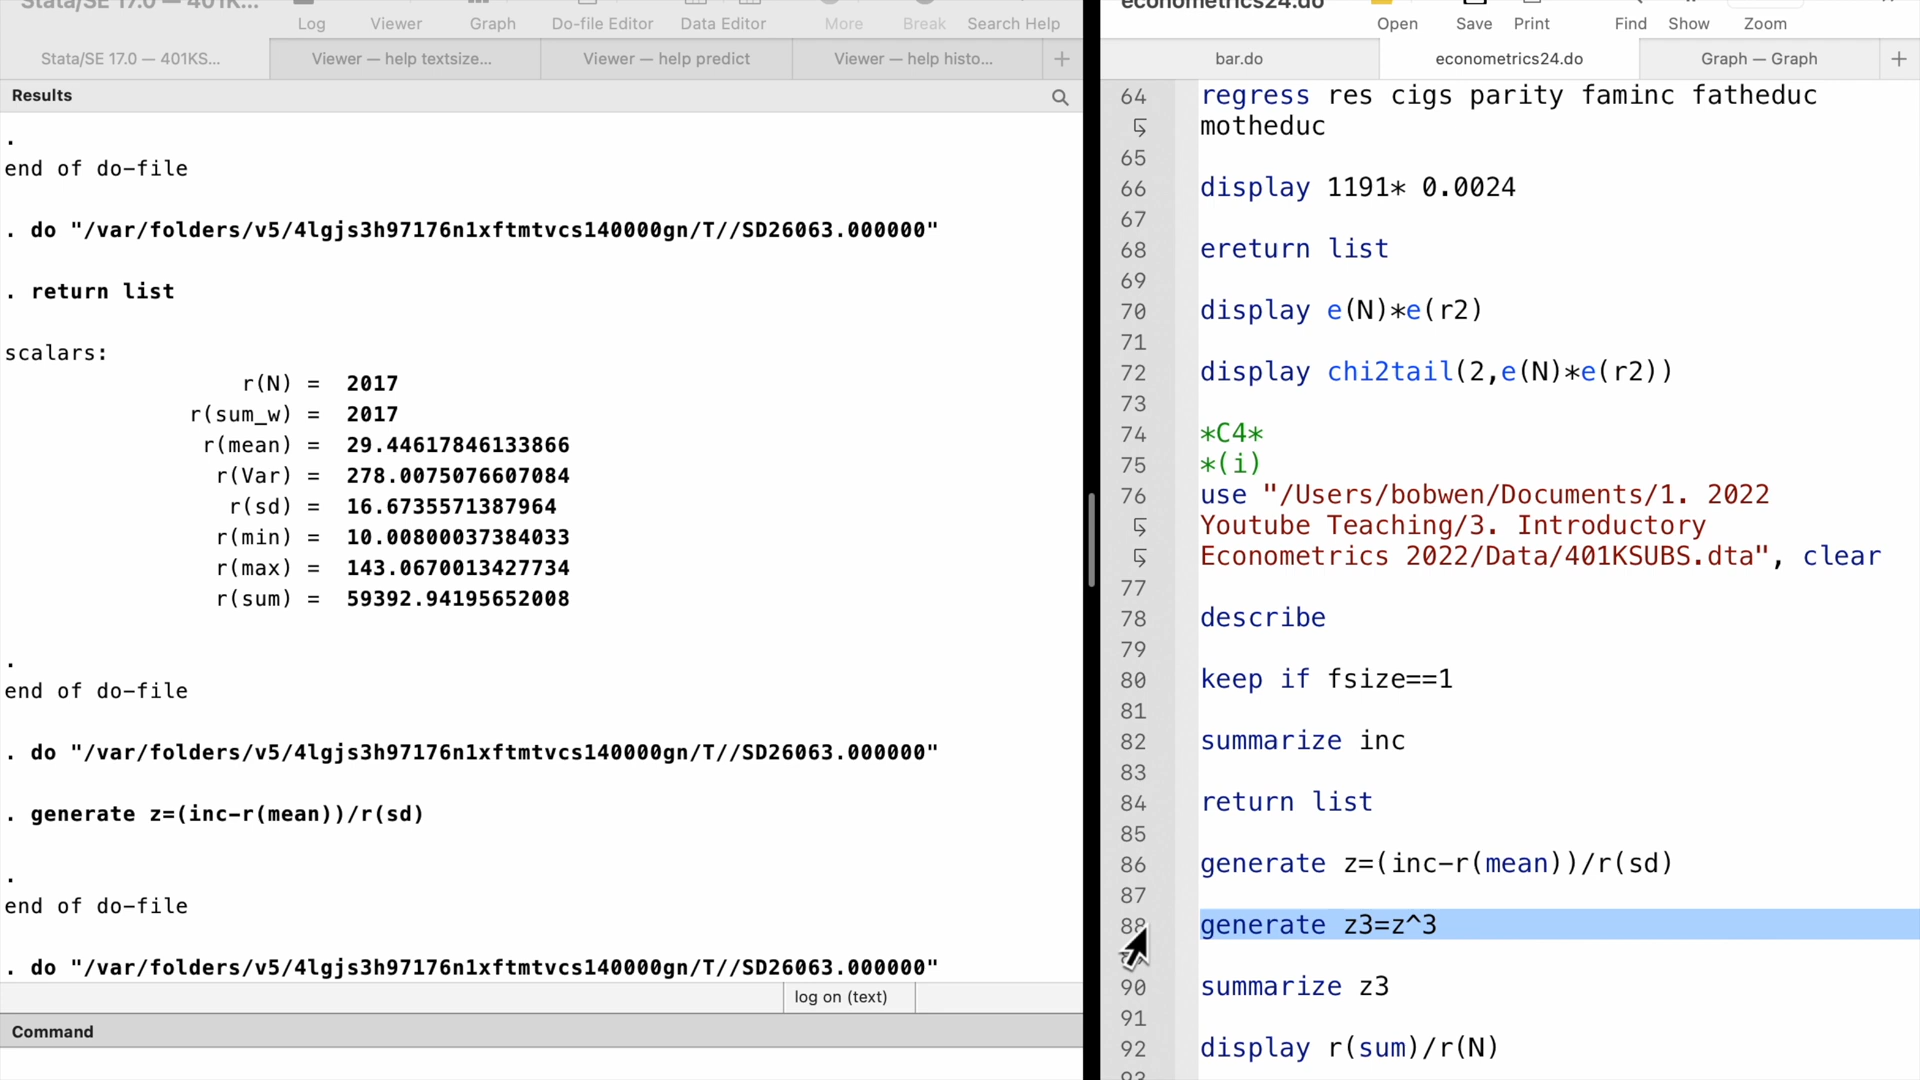 Stata/SE 17.0 — 401K...
Log Viewer Graph Do-file Editor Data Editor More Break Search Help
Stata/SE 17.0 — 401KS...
Viewer — help textsize...
Viewer — help predict
Viewer — help histo...
Results
.
end of do-file
. do "/var/folders/v5/4lgjs3h97176n1xftmtvcs140000gn/T//SD26063.000000"
. return list
scalars:
r(N) = 2017
r(sum_w) = 2017
r(mean) = 29.44617846133866
r(Var) = 278.0075076607084
r(sd) = 16.6735571387964
r(min) = 10.00800037384033
r(max) = 143.0670013427734
r(sum) = 59392.94195652008
.
end of do-file
. do "/var/folders/v5/4lgjs3h97176n1xftmtvcs140000gn/T//SD26063.000000"
. generate z=(inc-r(mean))/r(sd)
.
end of do-file
. do "/var/folders/v5/4lgjs3h97176n1xftmtvcs140000gn/T//SD26063.000000"
log on (text)
Command
econometrics24.do
Open Save Print Find Show Zoom
bar.do
econometrics24.do
Graph — Graph
64 regress res cigs parity faminc fatheduc
motheduc
65
66 display 1191* 0.0024
67
68 ereturn list
69
70 display e(N)*e(r2)
71
72 display chi2tail(2,e(N)*e(r2))
73
74 *C4*
75 *(i)
76 use "/Users/bobwen/Documents/1. 2022
Youtube Teaching/3. Introductory
Econometrics 2022/Data/401KSUBS.dta", clear
77
78 describe
79
80 keep if fsize==1
81
82 summarize inc
83
84 return list
85
86 generate z=(inc-r(mean))/r(sd)
87
88 generate z3=z^3
90 summarize z3
91
92 display r(sum)/r(N)
93